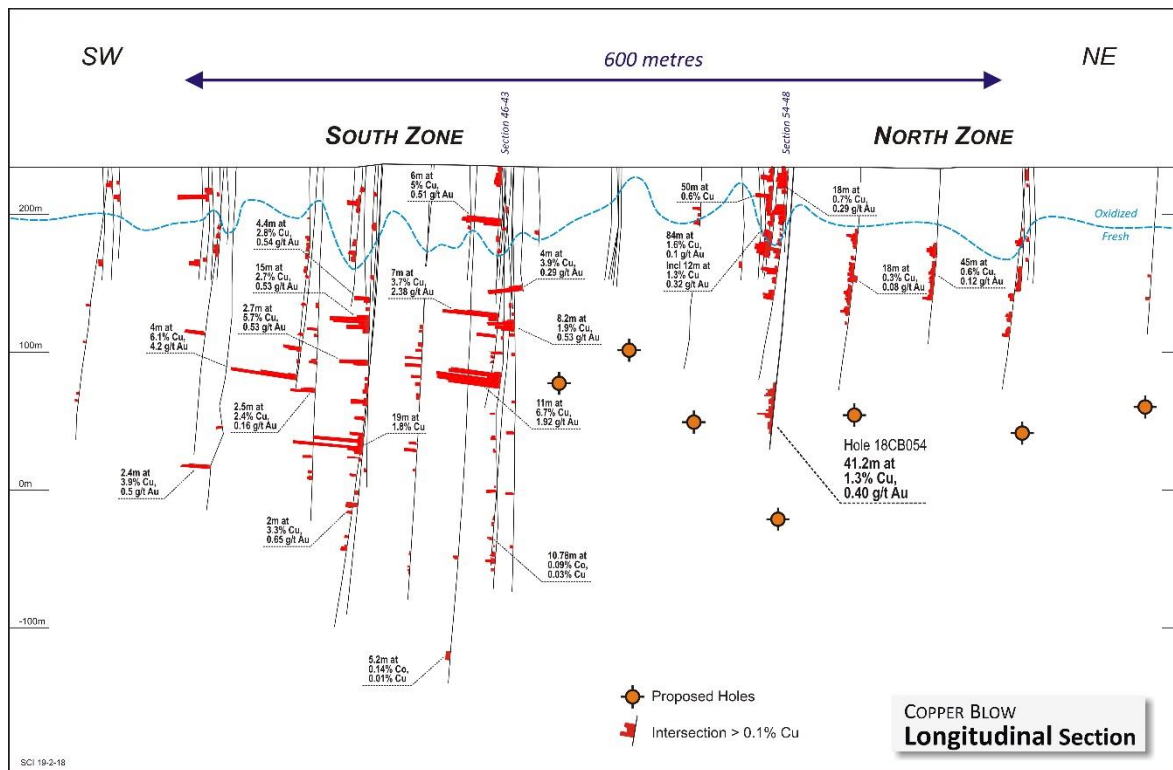 SW
NE
600 metres
Section 46-43
Section 54-48
SOUTH ZONE
NORTH ZONE
6m at
5% Cu,
0.51 g/t Au
50m at
0.6% Cu
18m at
0.7% Cu,
0.29 g/t Au
200m
Oxidized
Fresh
4.4m at
2.8% Cu,
0.54 g/t Au
84m at
1.6% Cu,
0.1 g/t Au
Incl 12m at
1.3% Cu
0.32 g/t Au
4m at
3.9% Cu,
0.29 g/t Au
15m at
2.7% Cu,
0.53 g/t Au
7m at
3.7% Cu,
2.38 g/t Au
18m at
0.3% Cu,
0.08 g/t Au
45m at
0.6% Cu,
0.12 g/t Au
2.7m at
5.7% Cu,
0.53 g/t Au
8.2m at
1.9% Cu,
0.53 g/t Au
4m at
6.1% Cu,
4.2 g/t Au
100m
2.5m at
2.4% Cu,
0.16 g/t Au
19m at
1.8% Cu
11m at
6.7% Cu,
1.92 g/t Au
Hole 18CB054
41.2m at
1.3% Cu,
0.40 g/t Au
2.4m at
3.9% Cu,
0.5 g/t Au
0m
2m at
3.3% Cu,
0.65 g/t Au
10.78m at
0.09% Co,
0.03% Cu
-100m
5.2m at
0.14% Co,
0.01% Cu
Proposed Holes
Intersection > 0.1% Cu
COPPER BLOW
Longitudinal Section
SCI 19-2-18